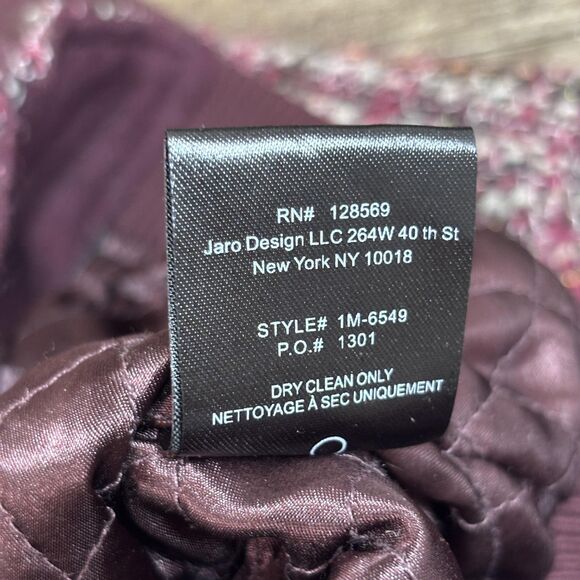 RN# 128569
Jaro Design LLC 264W 40 th St
New York NY 10018
STYLE# 1M-6549
P.O.# 1301
DRY CLEAN ONLY
NETTOYAGE À SEC UNIQUEMENT